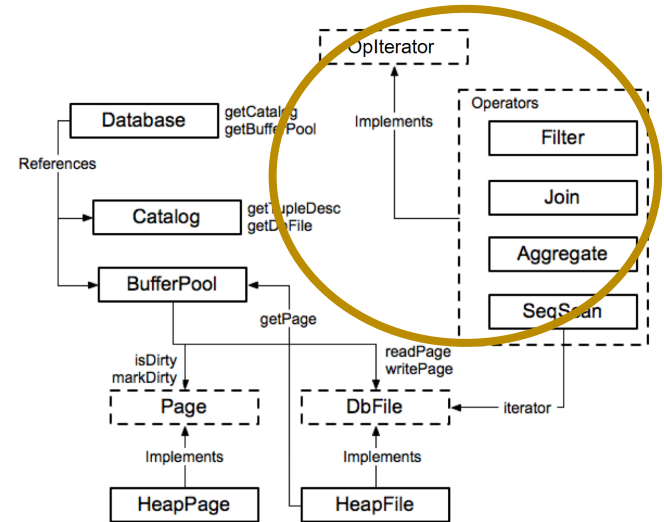 OpIterator
Operators
Database
getCatalog
getBufferPool
Implements
Filter
References
Join
Catalog
getTupleDesc
getDbFile
Aggregate
BufferPool
getPage
SeqScan
isDirty
markDirty
readPage
writePage
Page
DbFile
iterator
Implements
Implements
HeapPage
HeapFile